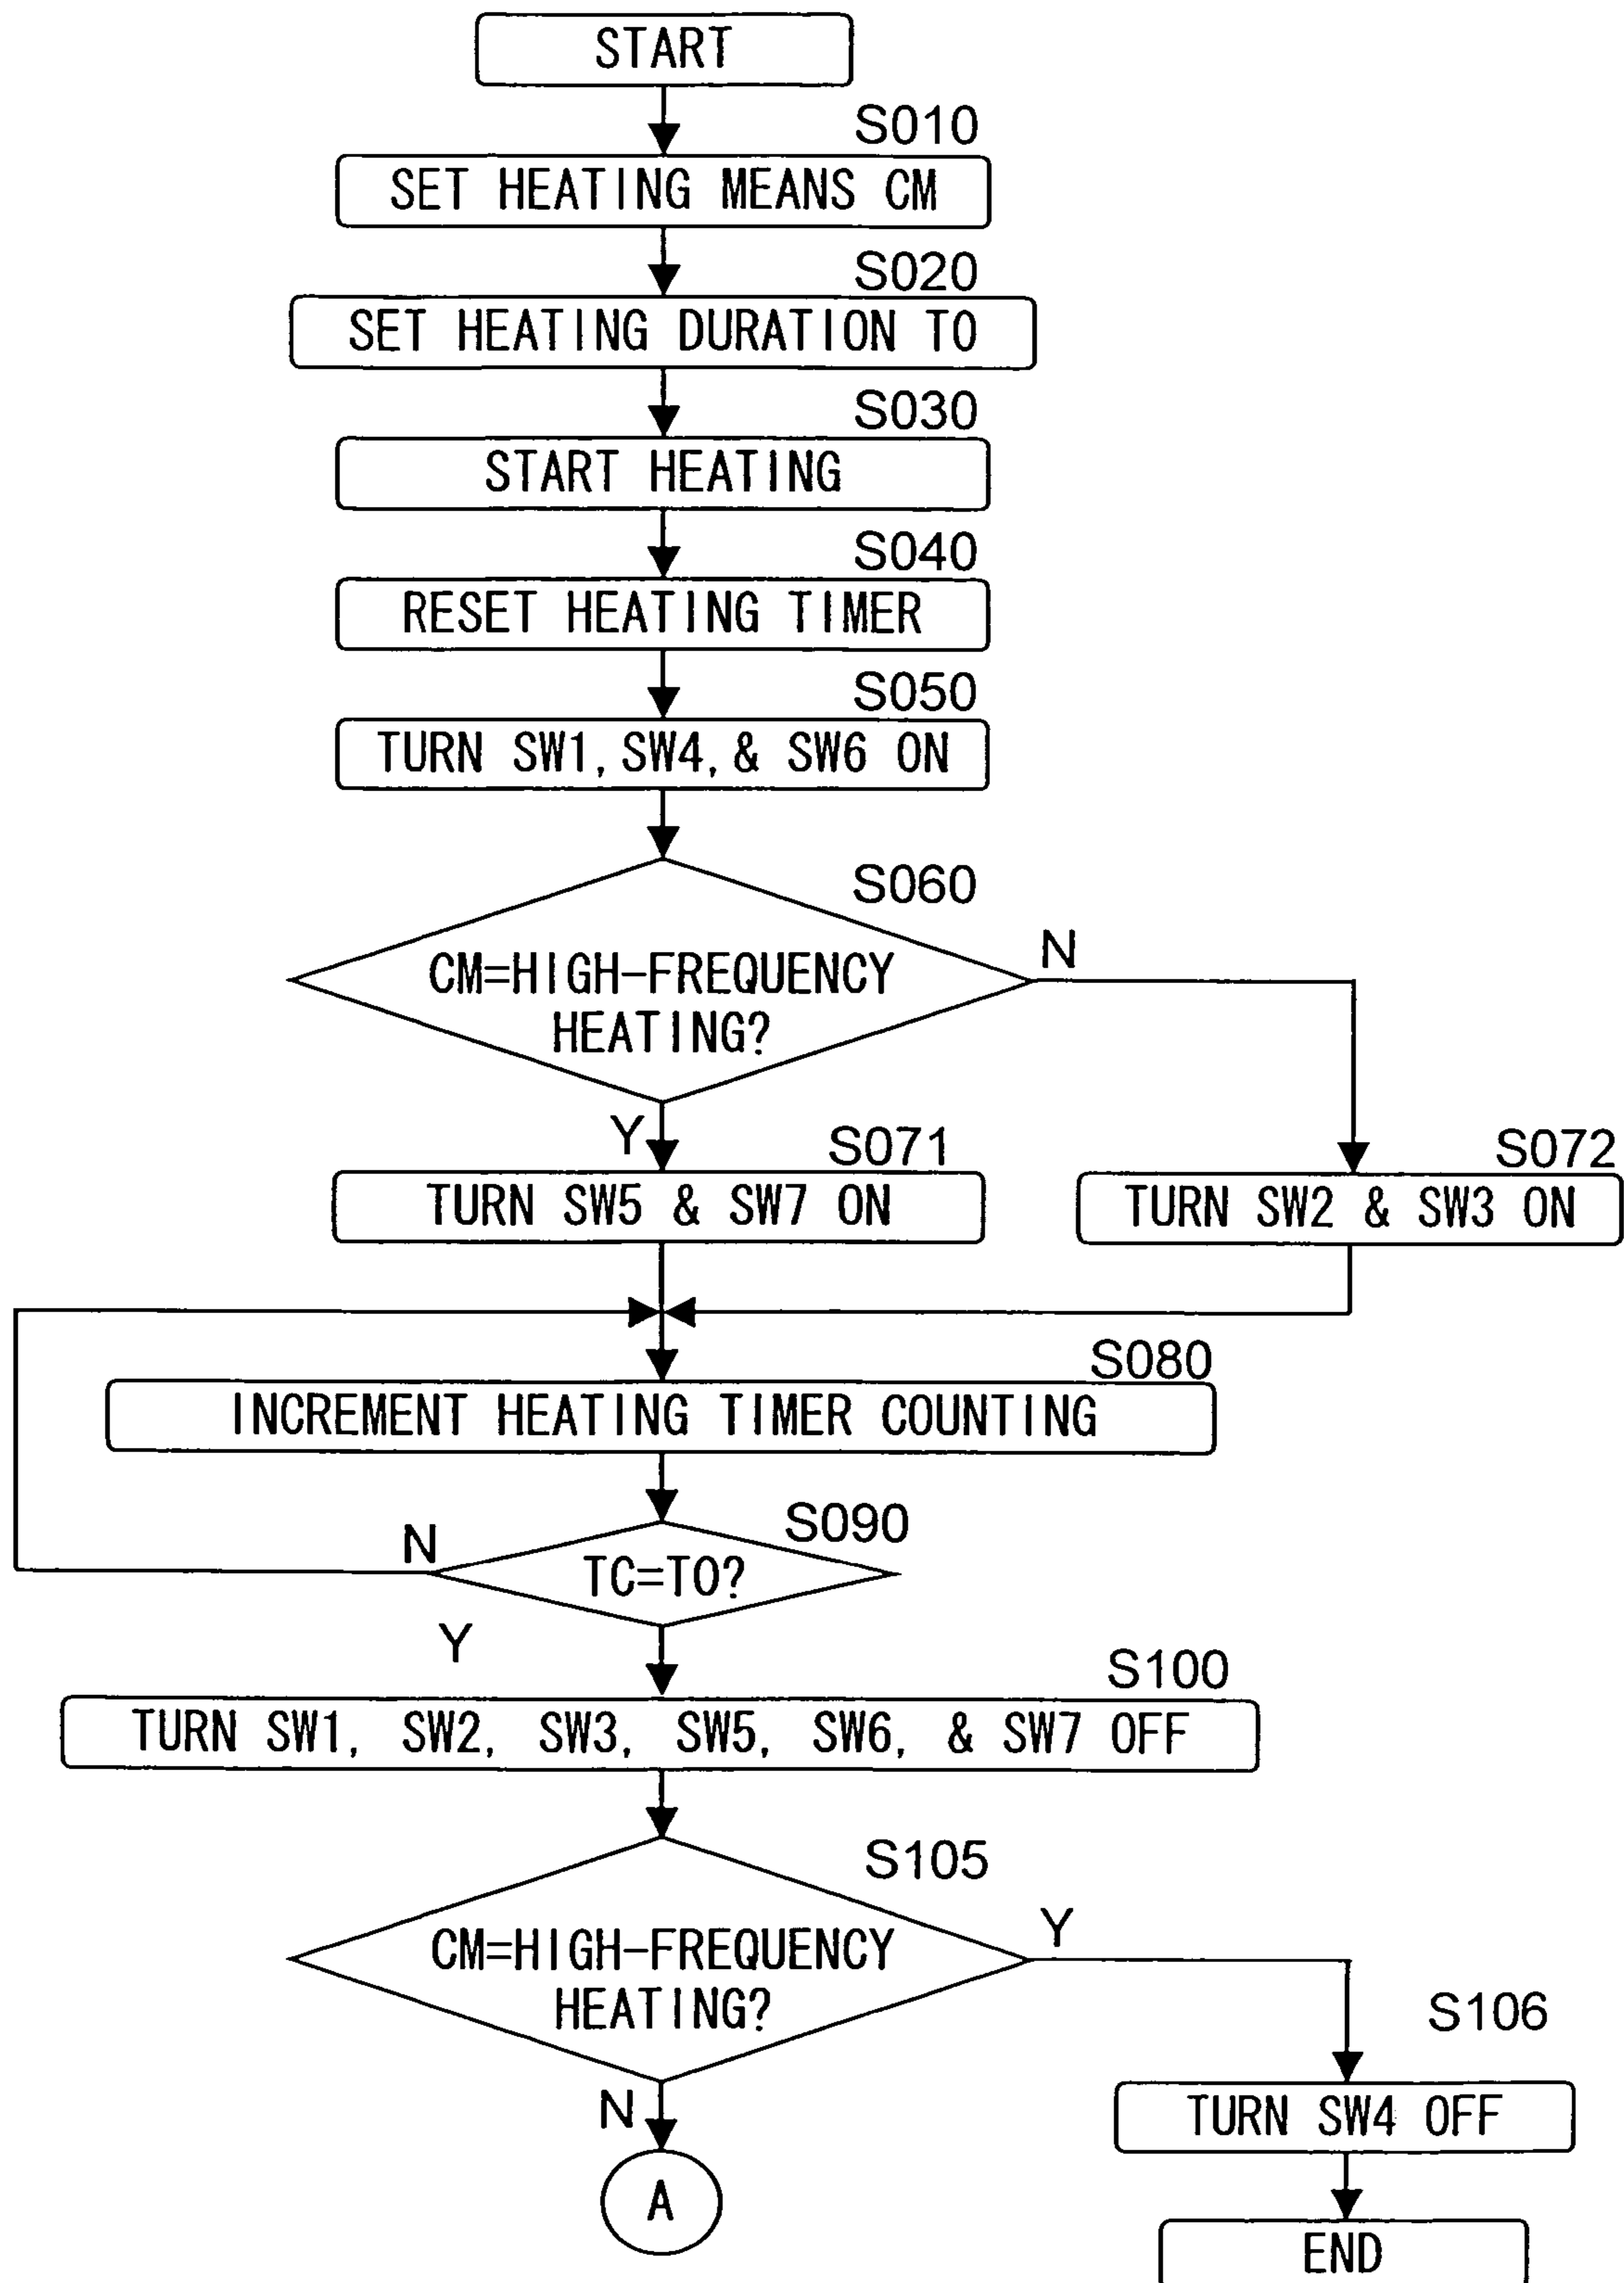 START
S010
SET HEATING MEANS CM
S020
SET HEATING DURATION TO
S030
START HEATING
S040
RESET HEATING TIMER
S050
TURN SW1, SW4, & SW6 ON
S060
CM=HIGH-FREQUENCY
HEATING?
N
Y
S071
TURN SW5 & SW7 ON
S072
TURN SW2 & SW3 ON
S080
INCREMENT HEATING TIMER COUNTING
S090
TC=TO?
N
Y
S100
TURN SW1, SW2, SW3, SW5, SW6, & SW7 OFF
S105
CM=HIGH-FREQUENCY
HEATING?
Y
N
S106
TURN SW4 OFF
A
END